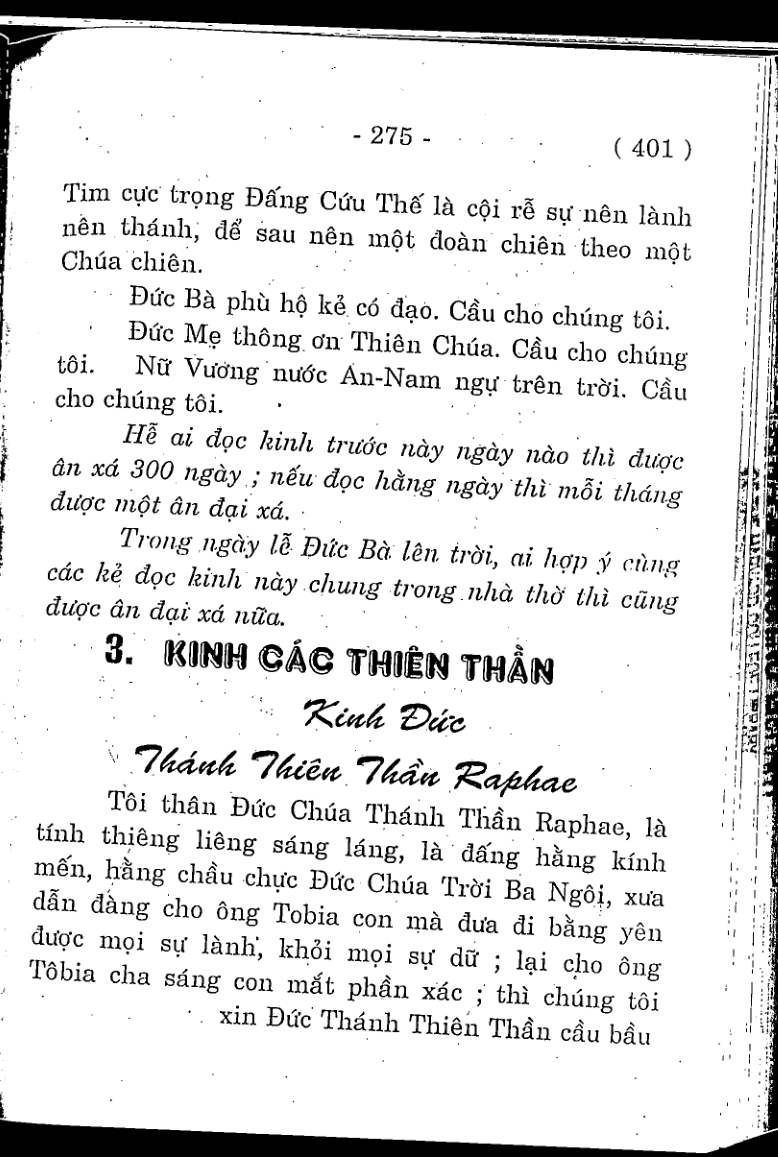 - 275 -
( 401 )
Tim cực trọng Đấng Cứu Thế là cội rễ sự nên lành
nên thánh, để sau nên một đoàn chiên theo một
Chúa chiên.
Đức Bà phù hộ kẻ có đạo. Cầu cho chúng tôi.
Đức Mẹ thông ơn Thiên Chúa. Cầu cho chúng
tôi. Nữ Vương nước An-Nam ngự trên trời. Cầu
cho chúng tôi.
Hễ ai đọc kinh trước này ngày nào thì được
ân xá 300 ngày ; nếu đọc hằng ngày thì mỗi tháng
được một ân đại xá.
Trong ngày lễ Đức Bà lên trời, ai hợp ý cùng
các kẻ đọc kinh này chung trong nhà thờ thì cũng
được ân đại xá nữa.
3. KINH CÁC THIÊN THẦN
Kinh Đức
Thánh Thiên Thần Raphae
Tôi thân Đức Chúa Thánh Thần Raphae, là
tính thiêng liêng sáng láng, là đấng hằng kính
mến, hằng chầu chực Đức Chúa Trời Ba Ngôi, xưa
dẫn đàng cho ông Tobia con mà đưa đi bằng yên
được mọi sự lành, khỏi mọi sự dữ ; lại cho ông
Tôbia cha sáng con mắt phần xác ; thì chúng tôi
xin Đức Thánh Thiên Thần cầu bầu